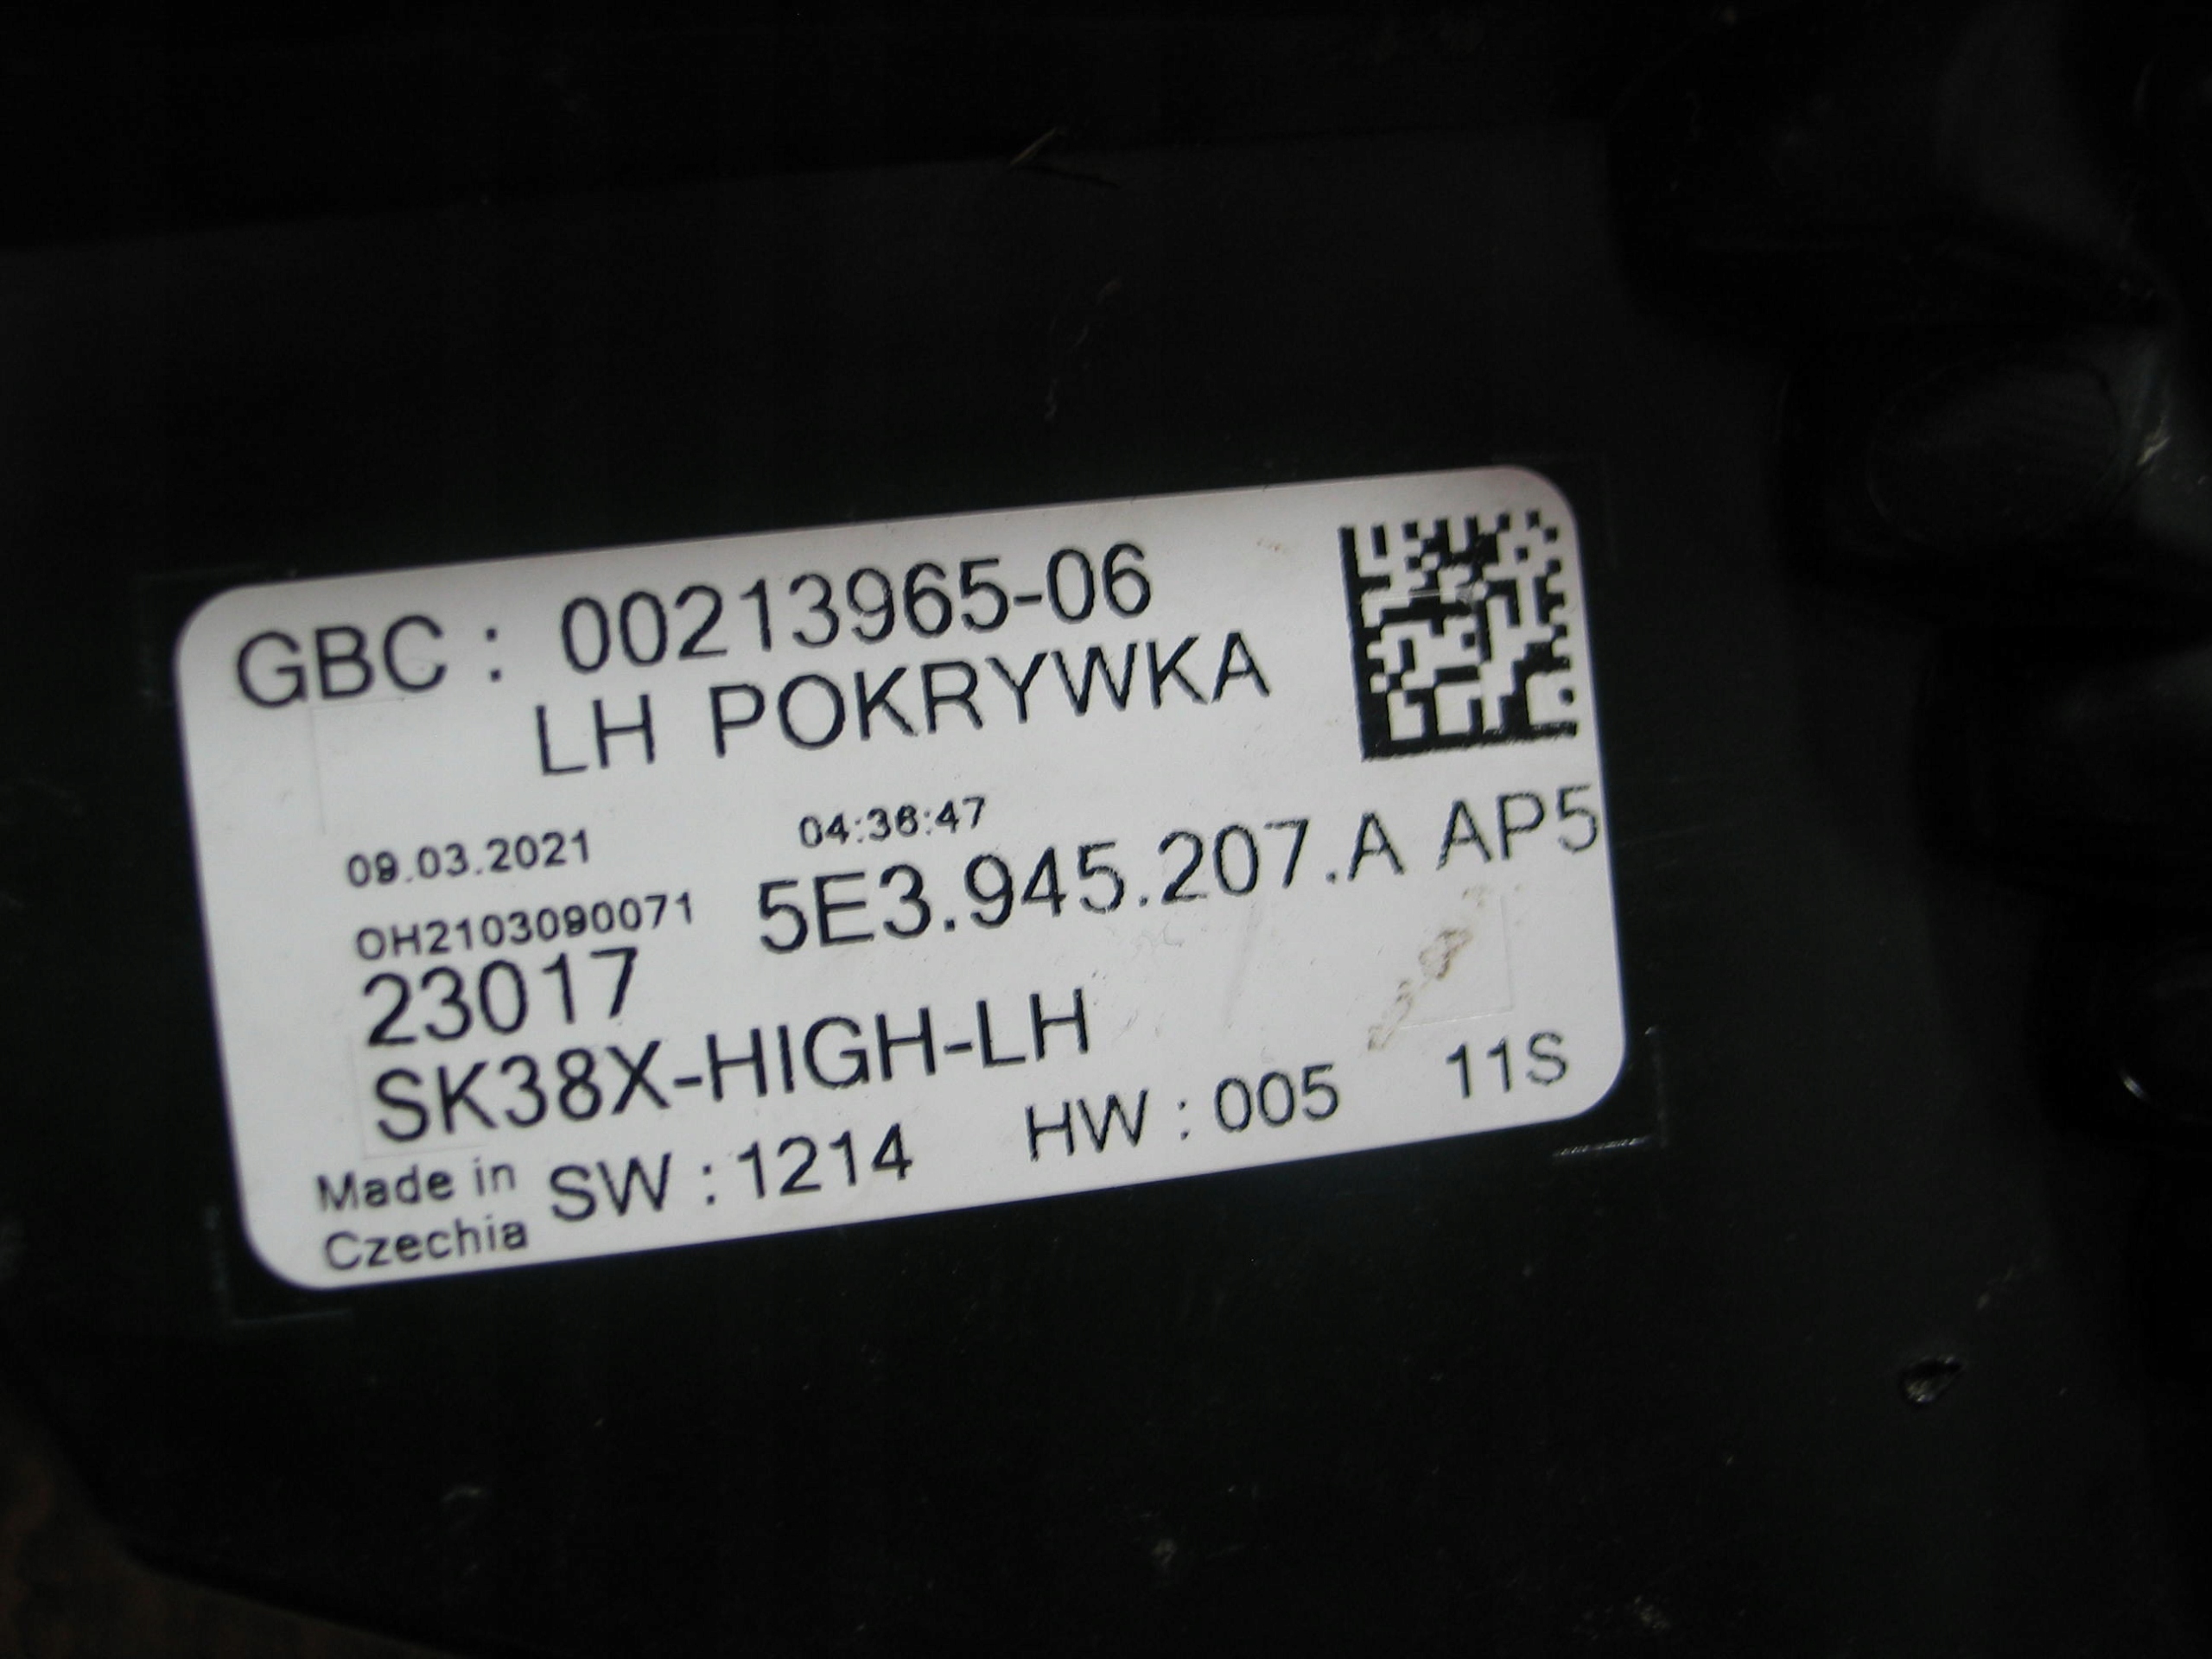 GBC : 00213965-06
LH POKRYWKA
09.03.2021 04:36:47
OH2103090071 5E3.945.207.A AP5
23017
SK38X-HIGH-LH
Made in SW : 1214 HW : 005 11S
Czechia